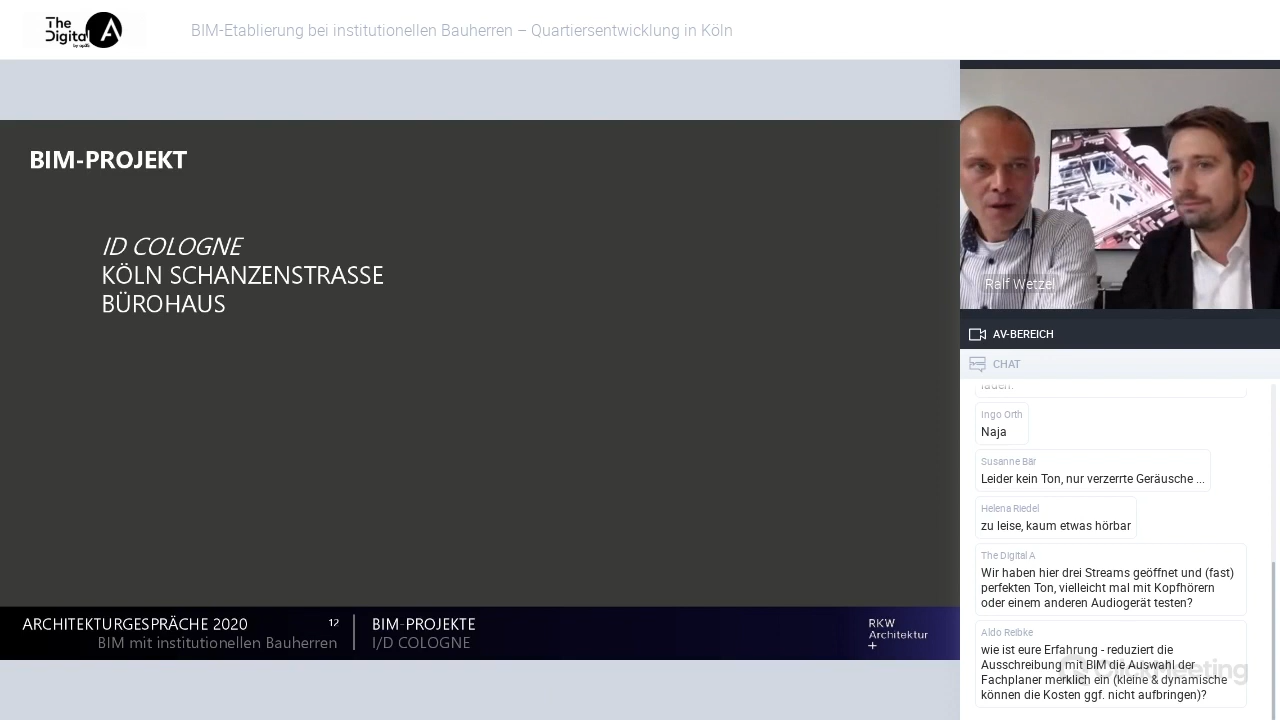 The
Digital
BIM-Etablierung bei institutionellen Bauherren – Quartiersentwicklung in Köln
BIM-PROJEKT
ID COLOGNE
KÖLN SCHANZENSTRASSE
BÜROHAUS
ARCHITEKTURGESPRÄCHE 2020
12
BIM mit institutionellen Bauherren
BIM-PROJEKTE
I/D COLOGNE
RKW
Architektur
+
Ralf Wetzel
AV-BEREICH
CHAT
Ingo Orth
Naja
Susanne Bär
Leider kein Ton, nur verzerrte Geräusche ...
Helena Riedel
zu leise, kaum etwas hörbar
The Digital A
Wir haben hier drei Streams geöffnet und (fast)
perfekten Ton, vielleicht mal mit Kopfhörern
oder einem anderen Audiogerät testen?
Aldo Reibke
wie ist eure Erfahrung - reduziert die
Ausschreibung mit BIM die Auswahl der
Fachplaner merklich ein (kleine & dynamische
können die Kosten ggf. nicht aufbringen)?